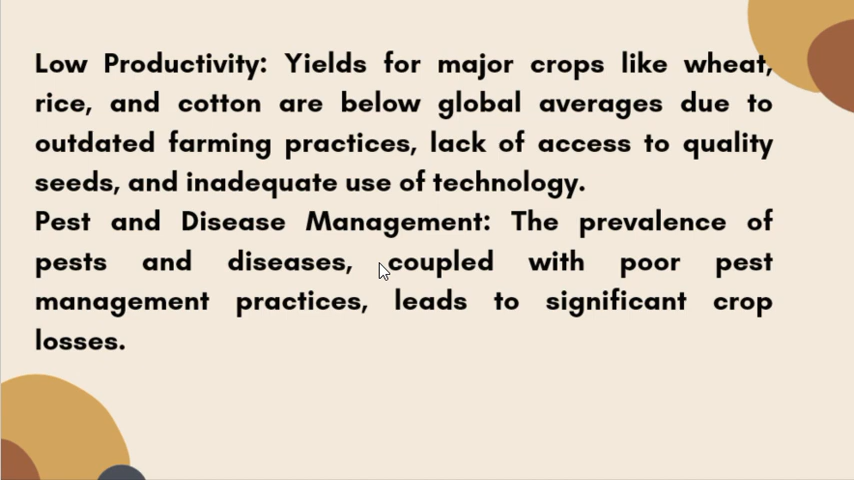 Low Productivity: Yields for major crops like wheat,
rice, and cotton are below global averages due to
outdated farming practices, lack of access to quality
seeds, and inadequate use of technology.
Pest and Disease Management: The prevalence of
pests and diseases, coupled with poor pest
management practices, leads to significant crop
losses.